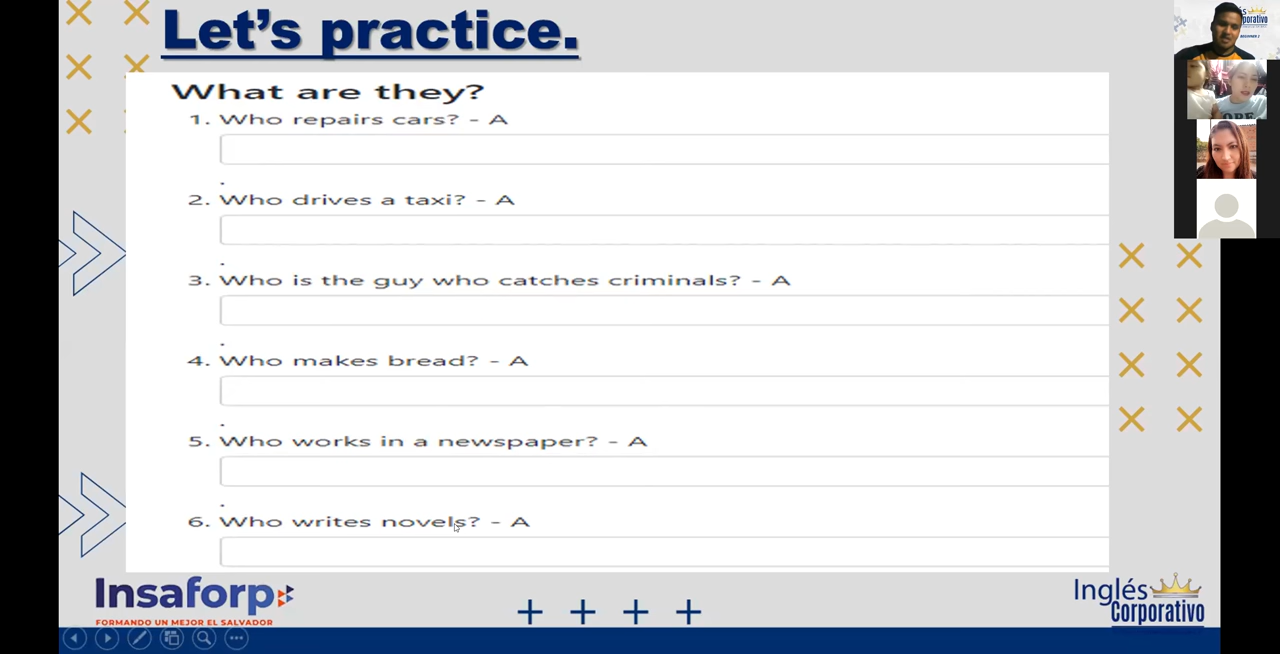 Let's practice.
What are they?
1. Who repairs cars? - A
.
2. Who drives a taxi? - A
.
3. Who is the guy who catches criminals? - A
.
4. Who makes bread? - A
.
5. Who works in a newspaper? - A
.
6. Who writes novels? - A
Insaforp
FORMANDO UN MEJOR EL SALVADOR
Inglés
Corporativo